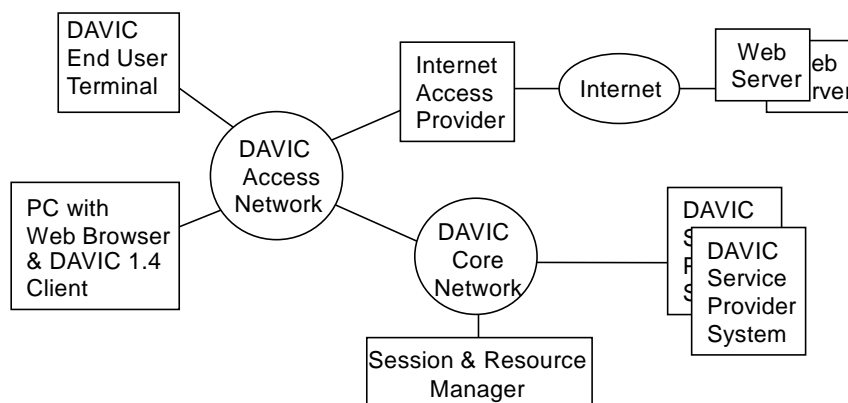 DAVIC
End User
Terminal
Internet
Access
Provider
Internet
Web
Server
DAVIC
Access
Network
PC with
Web Browser
& DAVIC 1.4
Client
DAVIC
Core
Network
DAVIC
DAVIC
Service
Provider
System
Session & Resource
Manager